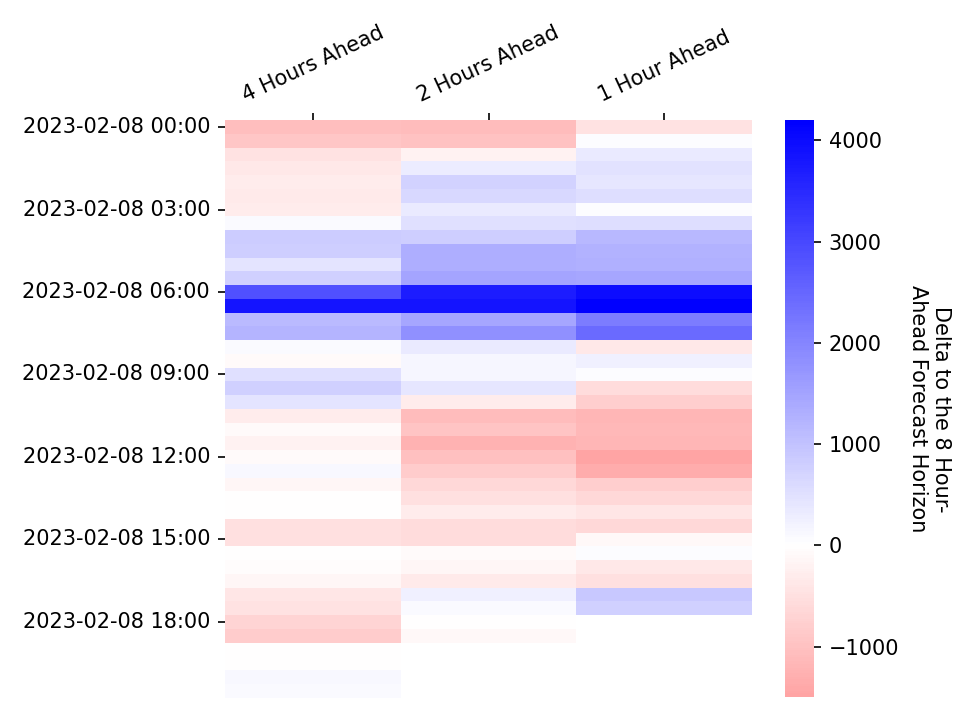 4 Hours Ahead
2 Hours Ahead
1 Hour Ahead
2023-02-08 00:00
2023-02-08 03:00
2023-02-08 06:00
2023-02-08 09:00
2023-02-08 12:00
2023-02-08 15:00
2023-02-08 18:00
4000
3000
2000
1000
0
−1000
Delta to the 8 Hour-
Ahead Forecast Horizon